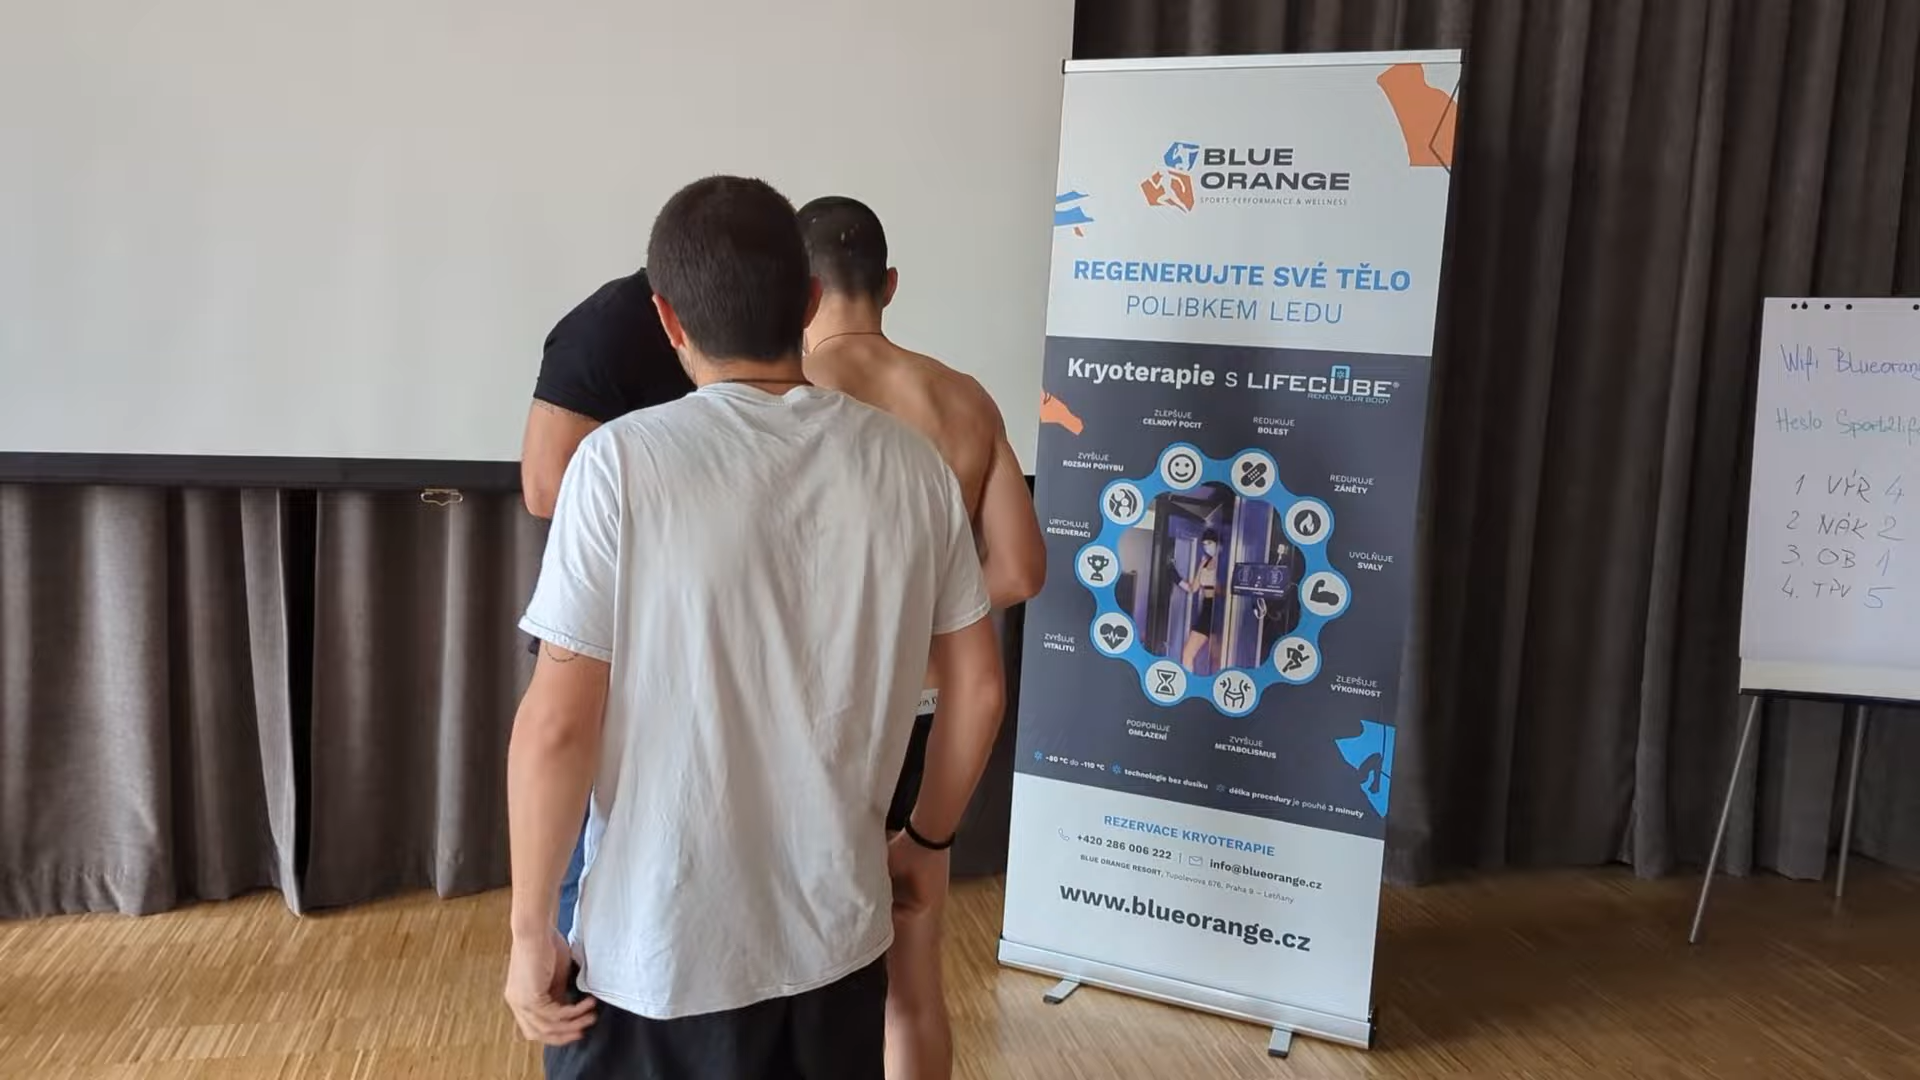 BLUE
ORANGE
SPORTS PERFORMANCE & WELLNESS
REGENERUJTE SVÉ TĚLO
POLIBKEM LEDU
Kryoterapie s LIFECUBE®
RENEW YOUR BODY
ZLEPŠUJE
CELKOVÝ POCIT
REDUKUJE
BOLEST
ZVYŠUJE
ROZSAH POHYBU
REDUKUJE
ZÁNĚTY
URYCHLUJE
REGENERACI
UVOLŇUJE
SVALY
ZVYŠUJE
VITALITU
ZLEPŠUJE
VÝKONNOST
PODPORUJE
OMLAZENÍ
ZVYŠUJE
METABOLISMUS
-80 °C do -110 °C technologie bez dusíku délka procedury je pouhé 3 minuty
REZERVACE KRYOTERAPIE
+420 286 006 222 | info@blueorange.cz
BLUE ORANGE RESORT, Tupolevova 676, Praha 9 – Letňany
www.blueorange.cz
Wifi Blueorang
Heslo Sport2life
1 VÝR 4
2 NÁK 2
3. OB 1
4. TPV 5